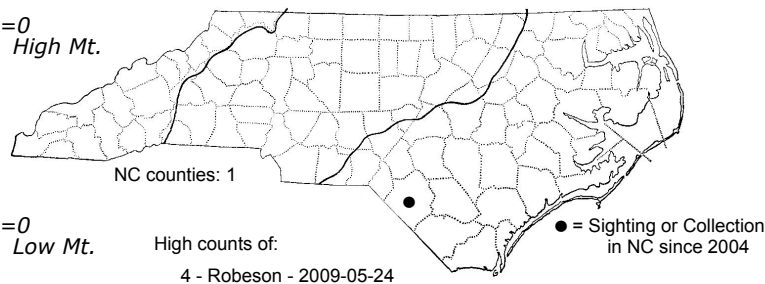 =0
High Mt.
NC counties: 1
=0
Low Mt.
High counts of:
4 - Robeson - 2009-05-24
● = Sighting or Collection
in NC since 2004